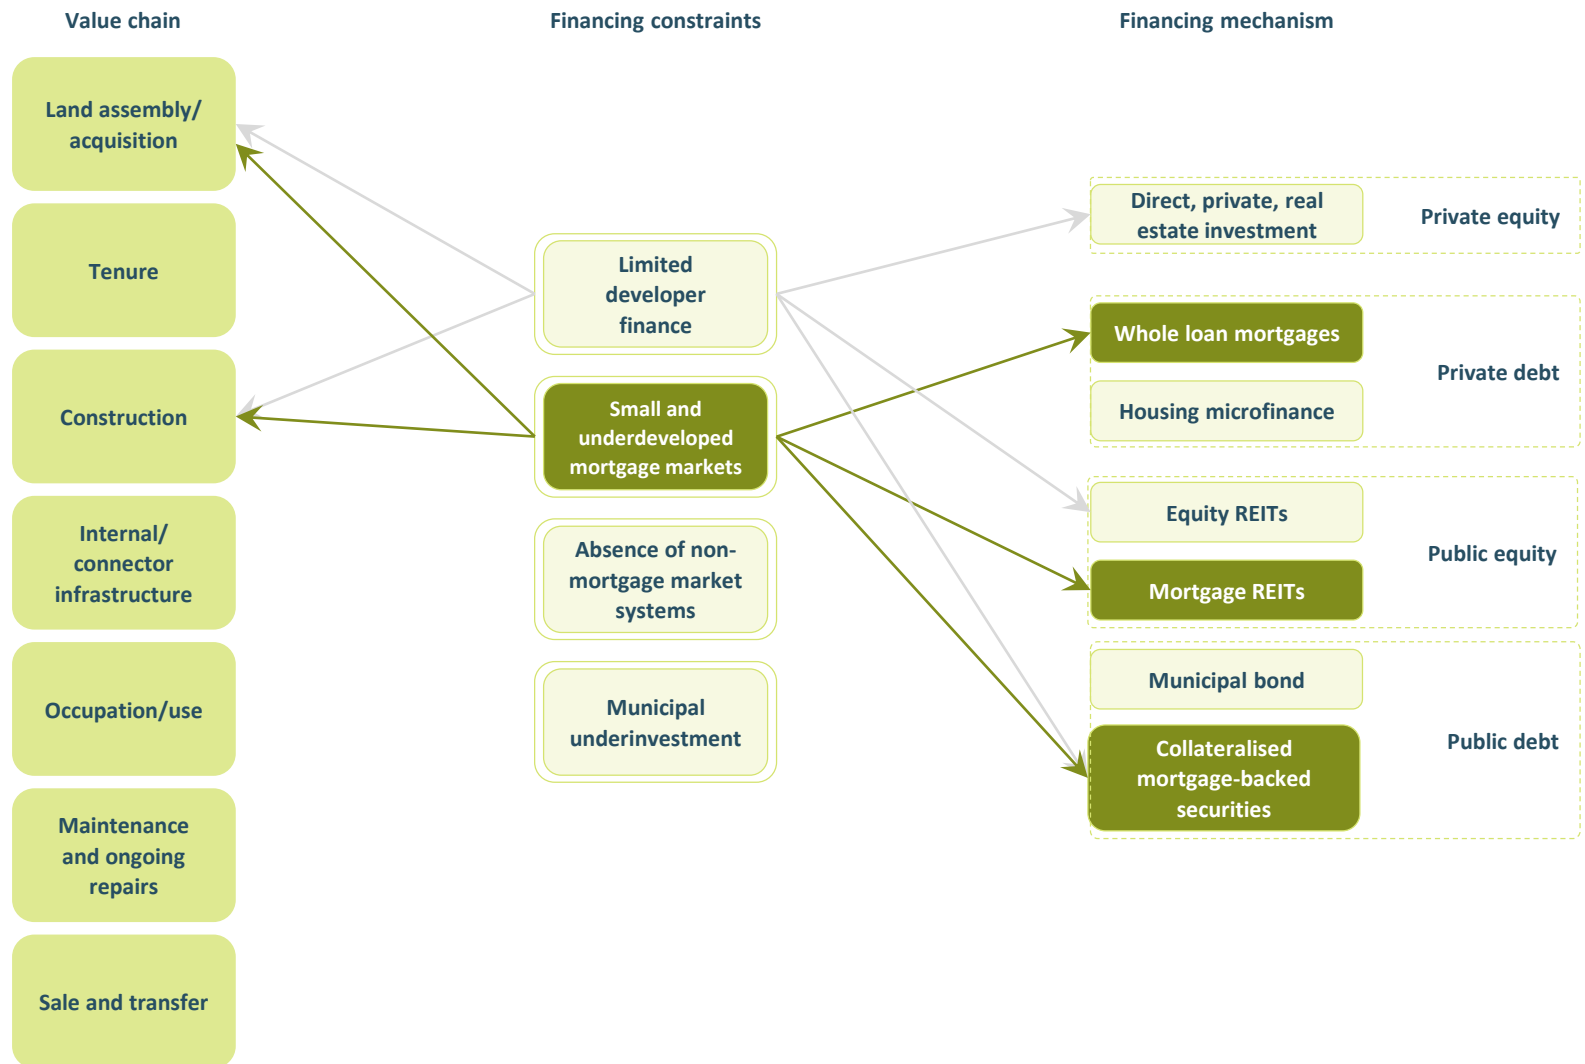 Value chain
Financing constraints
Financing mechanism
Land assembly/
acquisition
Tenure
Construction
Internal/
connector
infrastructure
Occupation/use
Maintenance
and ongoing
repairs
Sale and transfer
Limited
developer
finance
Small and
underdeveloped
mortgage markets
Absence of non-
mortgage market
systems
Municipal
underinvestment
Direct, private, real
estate investment
Private equity
Whole loan mortgages
Housing microfinance
Private debt
Equity REITs
Mortgage REITs
Public equity
Municipal bond
Collateralised
mortgage-backed
securities
Public debt